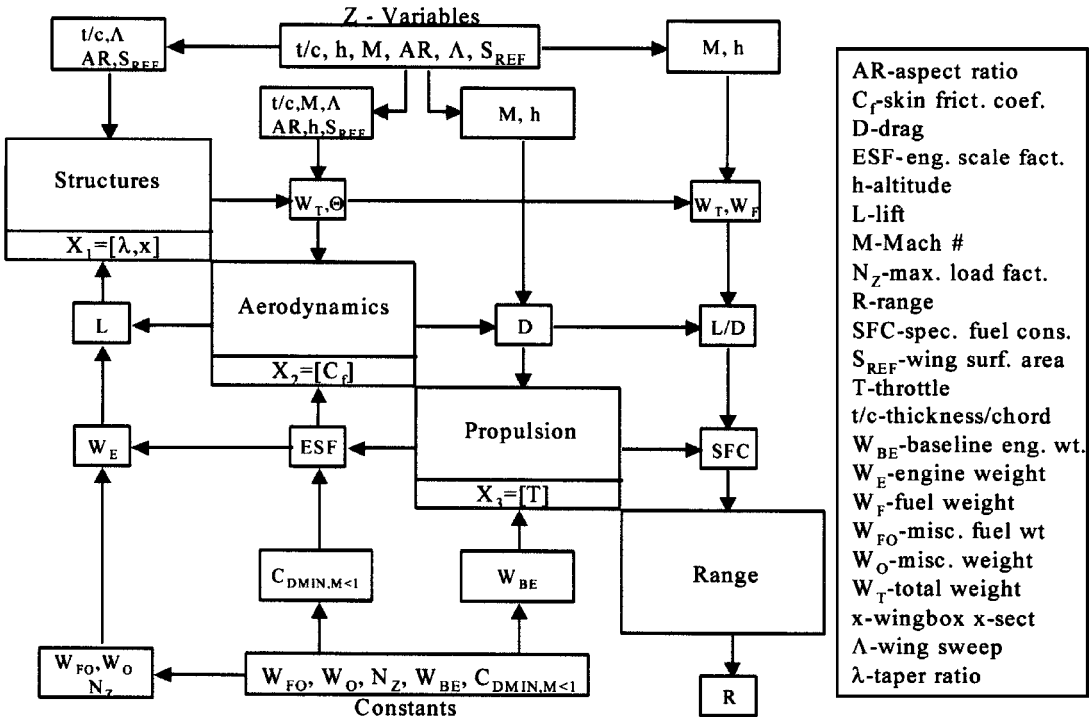 Z - Variables
t/c,Λ
AR,S_REF
t/c, h, M, AR, Λ, S_REF
M, h
t/c,M,Λ
AR,h,S_REF
M, h
Structures
X_1=[λ,x]
W_T,Θ
W_T,W_F
L
Aerodynamics
X_2=[C_f]
D
L/D
W_E
ESF
Propulsion
X_3=[T]
SFC
C_DMIN,M<1
W_BE
Range
W_FO,W_O
N_Z
W_FO, W_O, N_Z, W_BE, C_DMIN,M<1
Constants
R
AR-aspect ratio
C_f-skin frict. coef.
D-drag
ESF-eng. scale fact.
h-altitude
L-lift
M-Mach #
N_Z-max. load fact.
R-range
SFC-spec. fuel cons.
S_REF-wing surf. area
T-throttle
t/c-thickness/chord
W_BE-baseline eng. wt.
W_E-engine weight
W_F-fuel weight
W_FO-misc. fuel wt
W_O-misc. weight
W_T-total weight
x-wingbox x-sect
Λ-wing sweep
λ-taper ratio